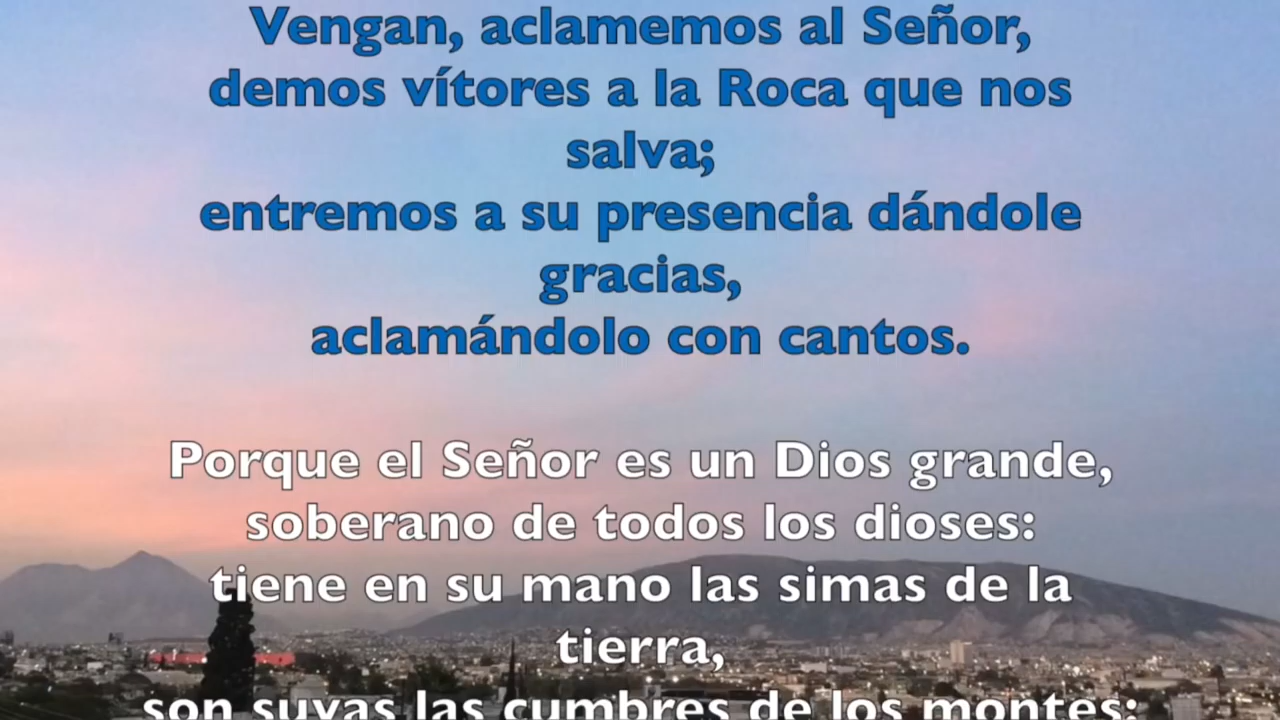 Vengan, aclamemos al Señor,
demos vítores a la Roca que nos
salva;
entremos a su presencia dándole
gracias,
aclamándolo con cantos.
Porque el Señor es un Dios grande,
soberano de todos los dioses:
tiene en su mano las simas de la
tierra,
son suyas las cumbres de los montes;